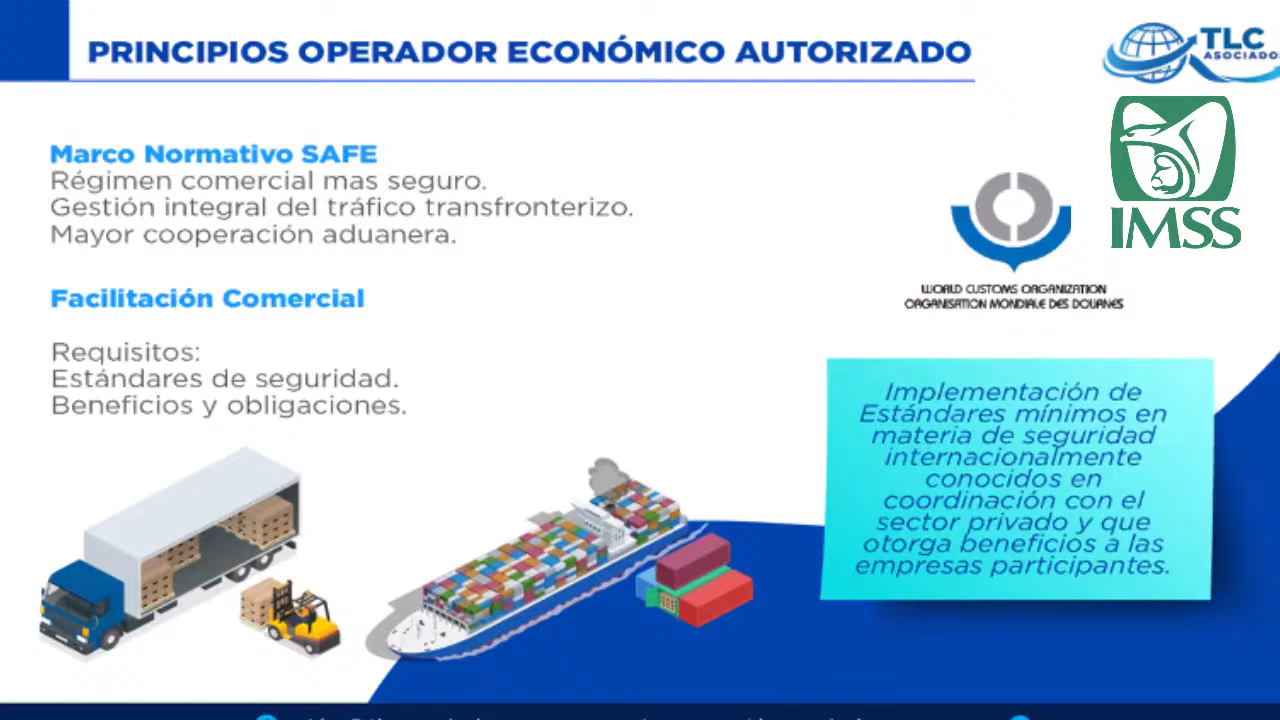 PRINCIPIOS OPERADOR ECONÓMICO AUTORIZADO
TLC
ASOCIADO
IMSS
Marco Normativo SAFE
Régimen comercial mas seguro.
Gestión integral del tráfico transfronterizo.
Mayor cooperación aduanera.
WORLD CUSTOMS ORGANIZATION
ORGANISATION MONDIALE DES DOUANES
Facilitación Comercial
Requisitos:
Estándares de seguridad.
Beneficios y obligaciones.
Implementación de
Estándares mínimos en
materia de seguridad
internacionalmente
conocidos en
coordinación con el
sector privado y que
otorga beneficios a las
empresas participantes.